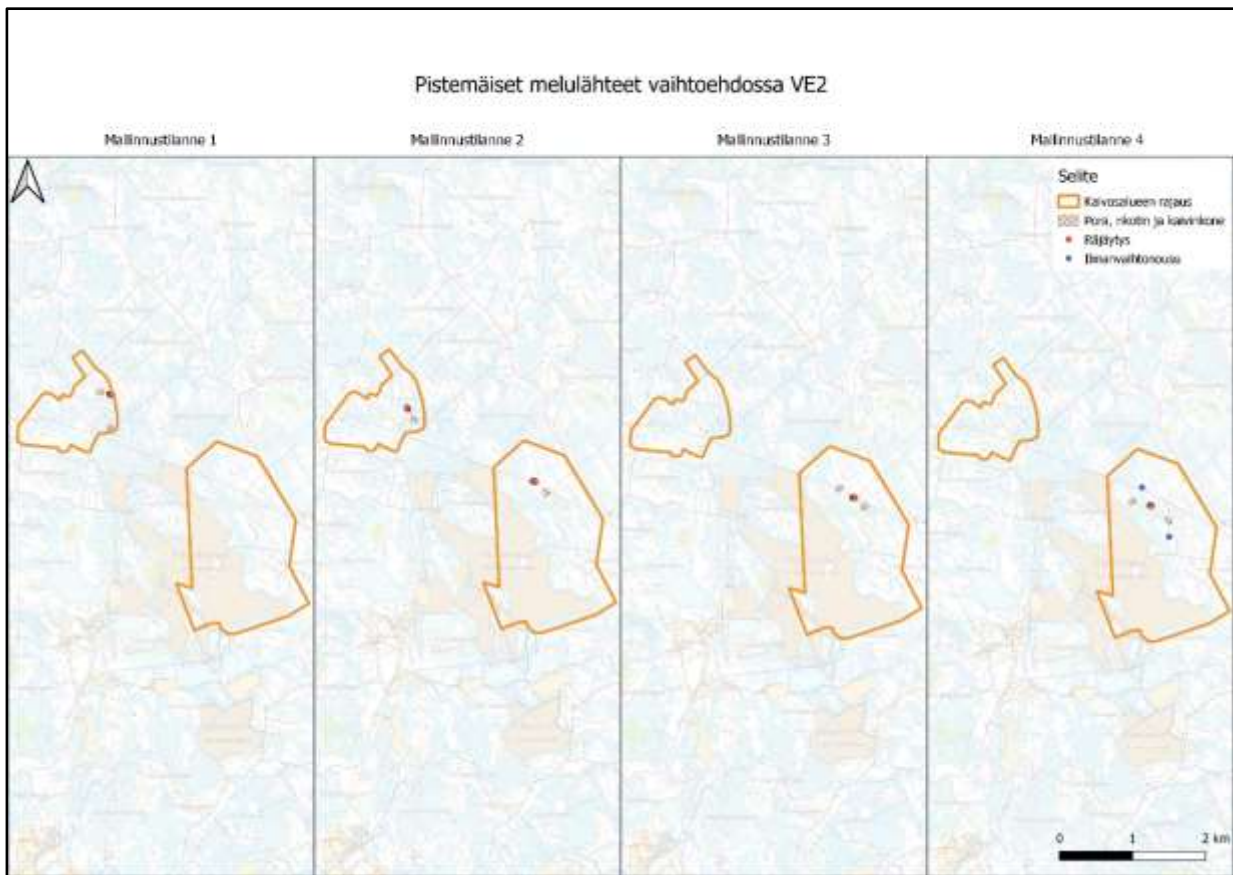 Pistemäiset melulähteet vaihtoehdossa VE2
Mallinnustilanne 1
Mallinnustilanne 2
Mallinnustilanne 3
Mallinnustilanne 4
Selite
Kaivosalueen rajaus
Pora, rikotin ja kaivinkone
Räjäytys
Ilmanvaihtonousu
0 1 2 km